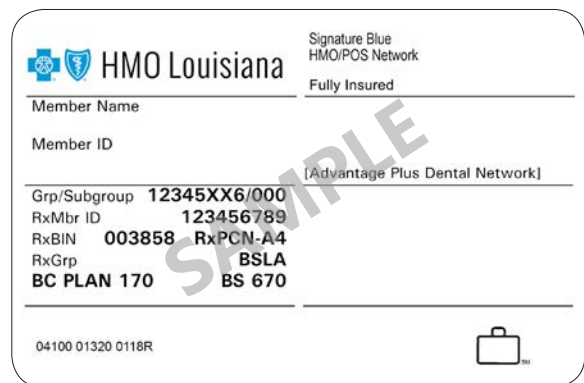 HMO Louisiana
Signature Blue
HMO/POS Network
Fully Insured
Member Name
Member ID
[Advantage Plus Dental Network]
Grp/Subgroup 12345XX6/000
RxMbr ID 123456789
RxBIN 003858 RxPCN-A4
RxGrp BSLA
BC PLAN 170 BS 670
SAMPLE
04100 01320 0118R
SM